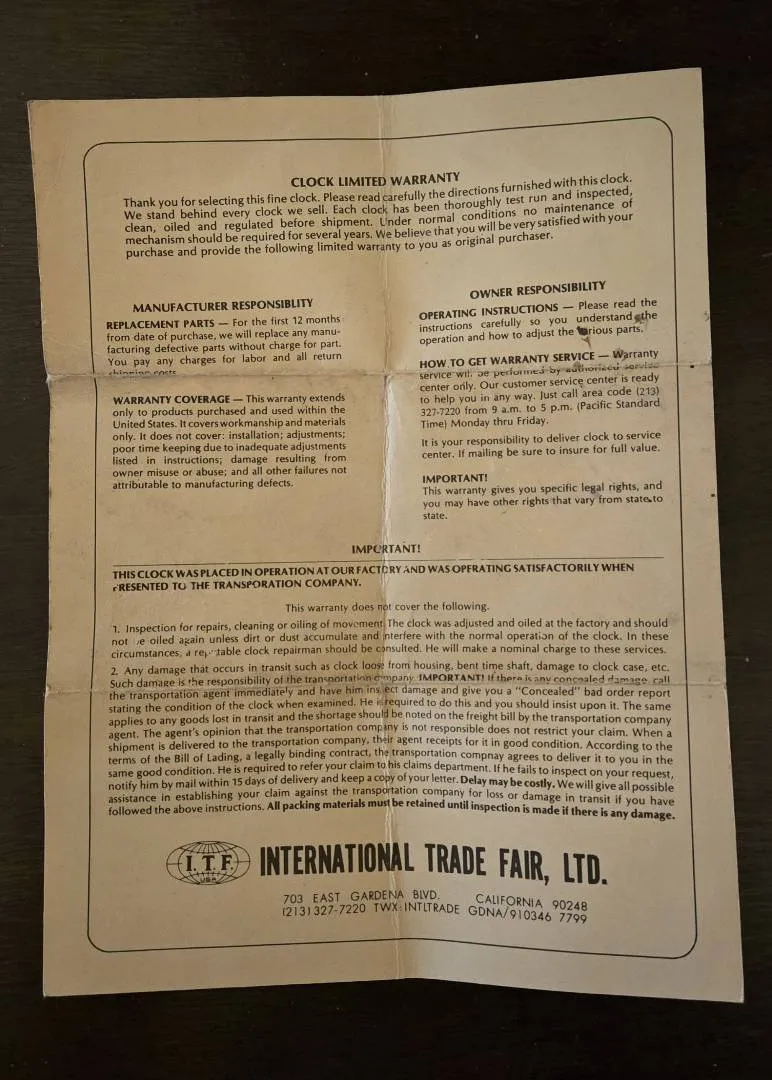 CLOCK LIMITED WARRANTY
Thank you for selecting this fine clock. Please read carefully the directions furnished with this clock.
We stand behind every clock we sell. Each clock has been thoroughly test run and inspected,
clean, oiled and regulated before shipment. Under normal conditions no maintenance of
mechanism should be required for several years. We believe that you will be very satisfied with your
purchase and provide the following limited warranty to you as original purchaser.
MANUFACTURER RESPONSIBLITY
REPLACEMENT PARTS — For the first 12 months
from date of purchase, we will replace any manu-
facturing defective parts without charge for part.
You pay any charges for labor and all return
shipping costs
WARRANTY COVERAGE — This warranty extends
only to products purchased and used within the
United States. It covers workmanship and materials
only. It does not cover: installation; adjustments;
poor time keeping due to inadequate adjustments
listed in instructions; damage resulting from
owner misuse or abuse; and all other failures not
attributable to manufacturing defects.
OWNER RESPONSIBILITY
OPERATING INSTRUCTIONS — Please read the
instructions carefully so you understand the
operation and how to adjust the various parts.
HOW TO GET WARRANTY SERVICE — Warranty
service will be performed by authorized service
center only. Our customer service center is ready
to help you in any way. Just call area code (213)
327-7220 from 9 a.m. to 5 p.m. (Pacific Standard
Time) Monday thru Friday.
It is your responsibility to deliver clock to service
center. If mailing be sure to insure for full value.
IMPORTANT!
This warranty gives you specific legal rights, and
you may have other rights that vary from state to
state.
IMPORTANT!
THIS CLOCK WAS PLACED IN OPERATION AT OUR FACTORY AND WAS OPERATING SATISFACTORILY WHEN
PRESENTED TO THE TRANSPORATION COMPANY.
This warranty does not cover the following.
1. Inspection for repairs, cleaning or oiling of movement. The clock was adjusted and oiled at the factory and should
not be oiled again unless dirt or dust accumulate and interfere with the normal operation of the clock. In these
circumstances, a reputable clock repairman should be consulted. He will make a nominal charge to these services.
2. Any damage that occurs in transit such as clock loose from housing, bent time shaft, damage to clock case, etc.
Such damage is the responsibility of the transportation company. IMPORTANT! If there is any concealed damage, call
the transportation agent immediately and have him inspect damage and give you a "Concealed" bad order report
stating the condition of the clock when examined. He is required to do this and you should insist upon it. The same
applies to any goods lost in transit and the shortage should be noted on the freight bill by the transportation company
agent. The agent's opinion that the transportation company is not responsible does not restrict your claim. When a
shipment is delivered to the transportation company, their agent receipts for it in good condition. According to the
terms of the Bill of Lading, a legally binding contract, the transportation compnay agrees to deliver it to you in the
same good condition. He is required to refer your claim to his claims department. If he fails to inspect on your request,
notify him by mail within 15 days of delivery and keep a copy of your letter. Delay may be costly. We will give all possible
assistance in establishing your claim against the transportation company for loss or damage in transit if you have
followed the above instructions. All packing materials must be retained until inspection is made if there is any damage.
I.T.F.
USA
INTERNATIONAL TRADE FAIR, LTD.
703 EAST GARDENA BLVD. CALIFORNIA 90248
(213) 327-7220 TWX: INTLTRADE GDNA/910346 7799